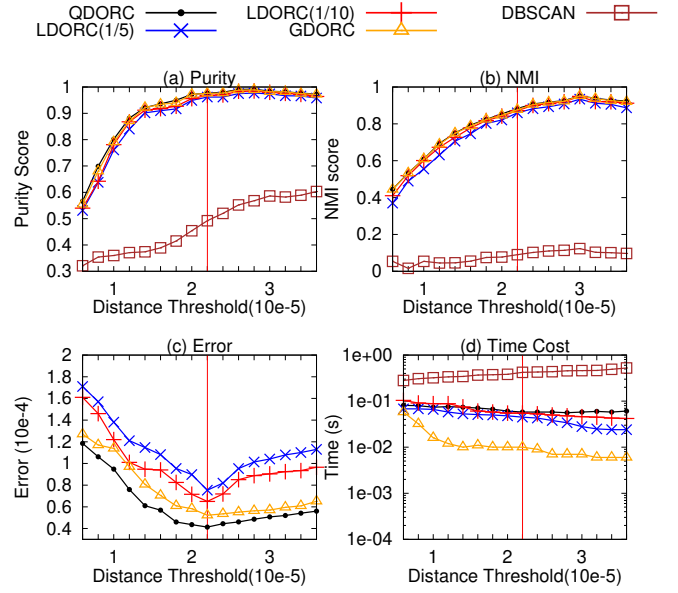 QDORC LDORC(1/10) DBSCAN
LDORC(1/5) GDORC
(a) Purity
1
0.9
0.8
0.7
0.6
0.5
0.4
0.3
Purity Score
1 2 3
Distance Threshold(10e-5)
(b) NMI
1
0.8
0.6
0.4
0.2
0
NMI score
1 2 3
Distance Threshold(10e-5)
(c) Error
2
1.8
1.6
1.4
1.2
1
0.8
0.6
0.4
Error (10e-4)
1 2 3
Distance Threshold(10e-5)
(d) Time Cost
1e+00
1e-01
1e-02
1e-03
1e-04
Time (s)
1 2 3
Distance Threshold(10e-5)